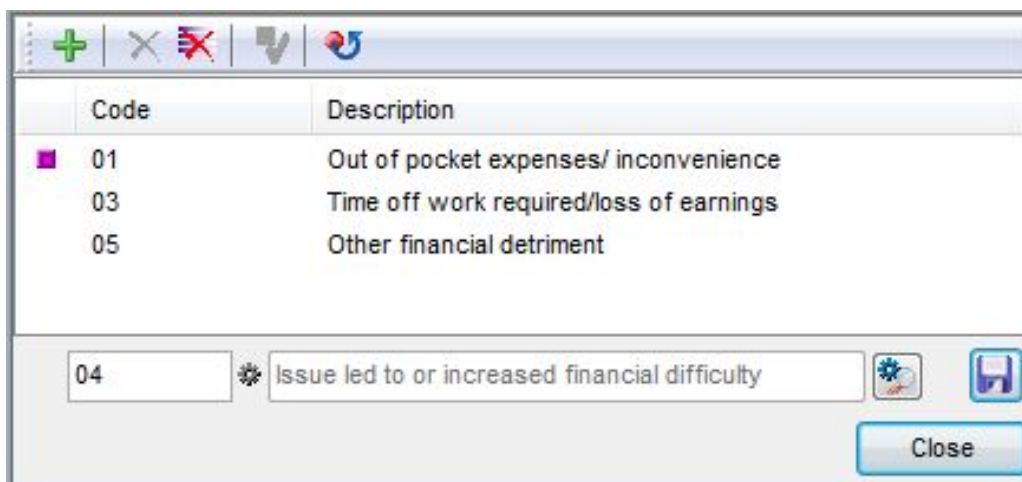 Code Description
01 Out of pocket expenses/ inconvenience
03 Time off work required/loss of earnings
05 Other financial detriment
04 Issue led to or increased financial difficulty
Close